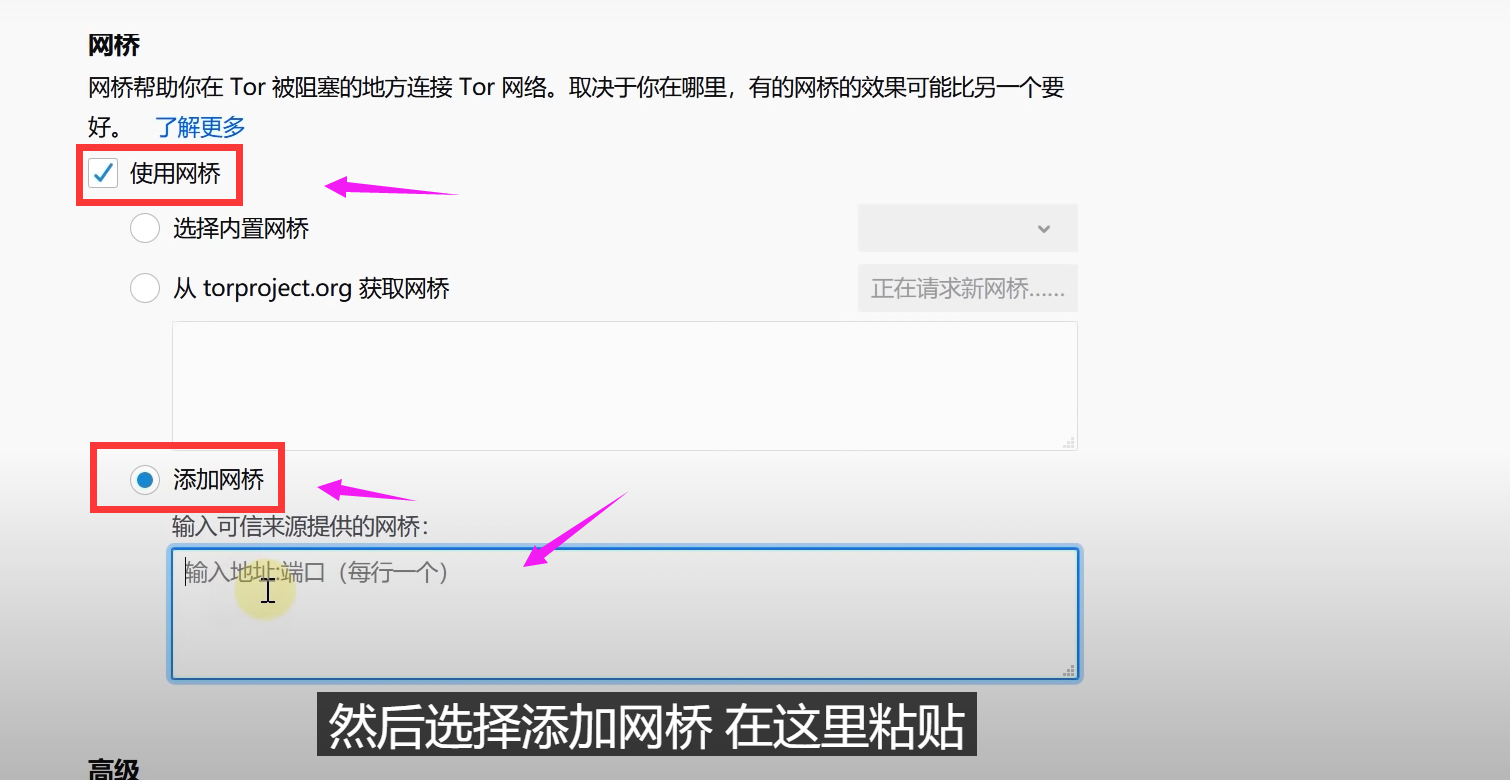 网桥
网桥帮助你在 Tor 被阻塞的地方连接 Tor 网络。取决于你在哪里，有的网桥的效果可能比另一个要
好。 了解更多
使用网桥
选择内置网桥
从 torproject.org 获取网桥 正在请求新网桥……
添加网桥
输入可信来源提供的网桥：
输入地址:端口（每行一个）
然后选择添加网桥 在这里粘贴
高级